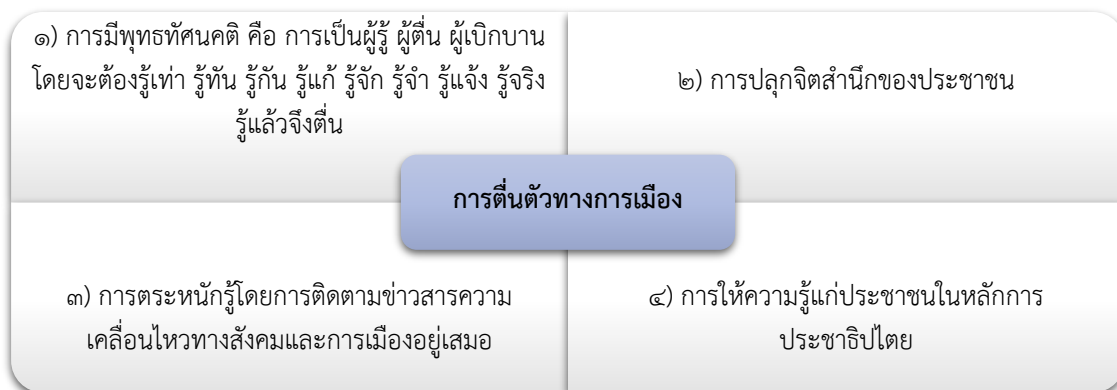 ๑) การมีพุทธทัศนคติ คือ การเป็นผู้รู้ ผู้ตื่น ผู้เบิกบาน
โดยจะต้องรู้เท่า รู้ทัน รู้กัน รู้แก้ รู้จัก รู้จำ รู้แจ้ง รู้จริง
รู้แล้วจึงตื่น
๒) การปลุกจิตสำนึกของประชาชน
การตื่นตัวทางการเมือง
๓) การตระหนักรู้โดยการติดตามข่าวสารความ
เคลื่อนไหวทางสังคมและการเมืองอยู่เสมอ
๔) การให้ความรู้แก่ประชาชนในหลักการ
ประชาธิปไตย